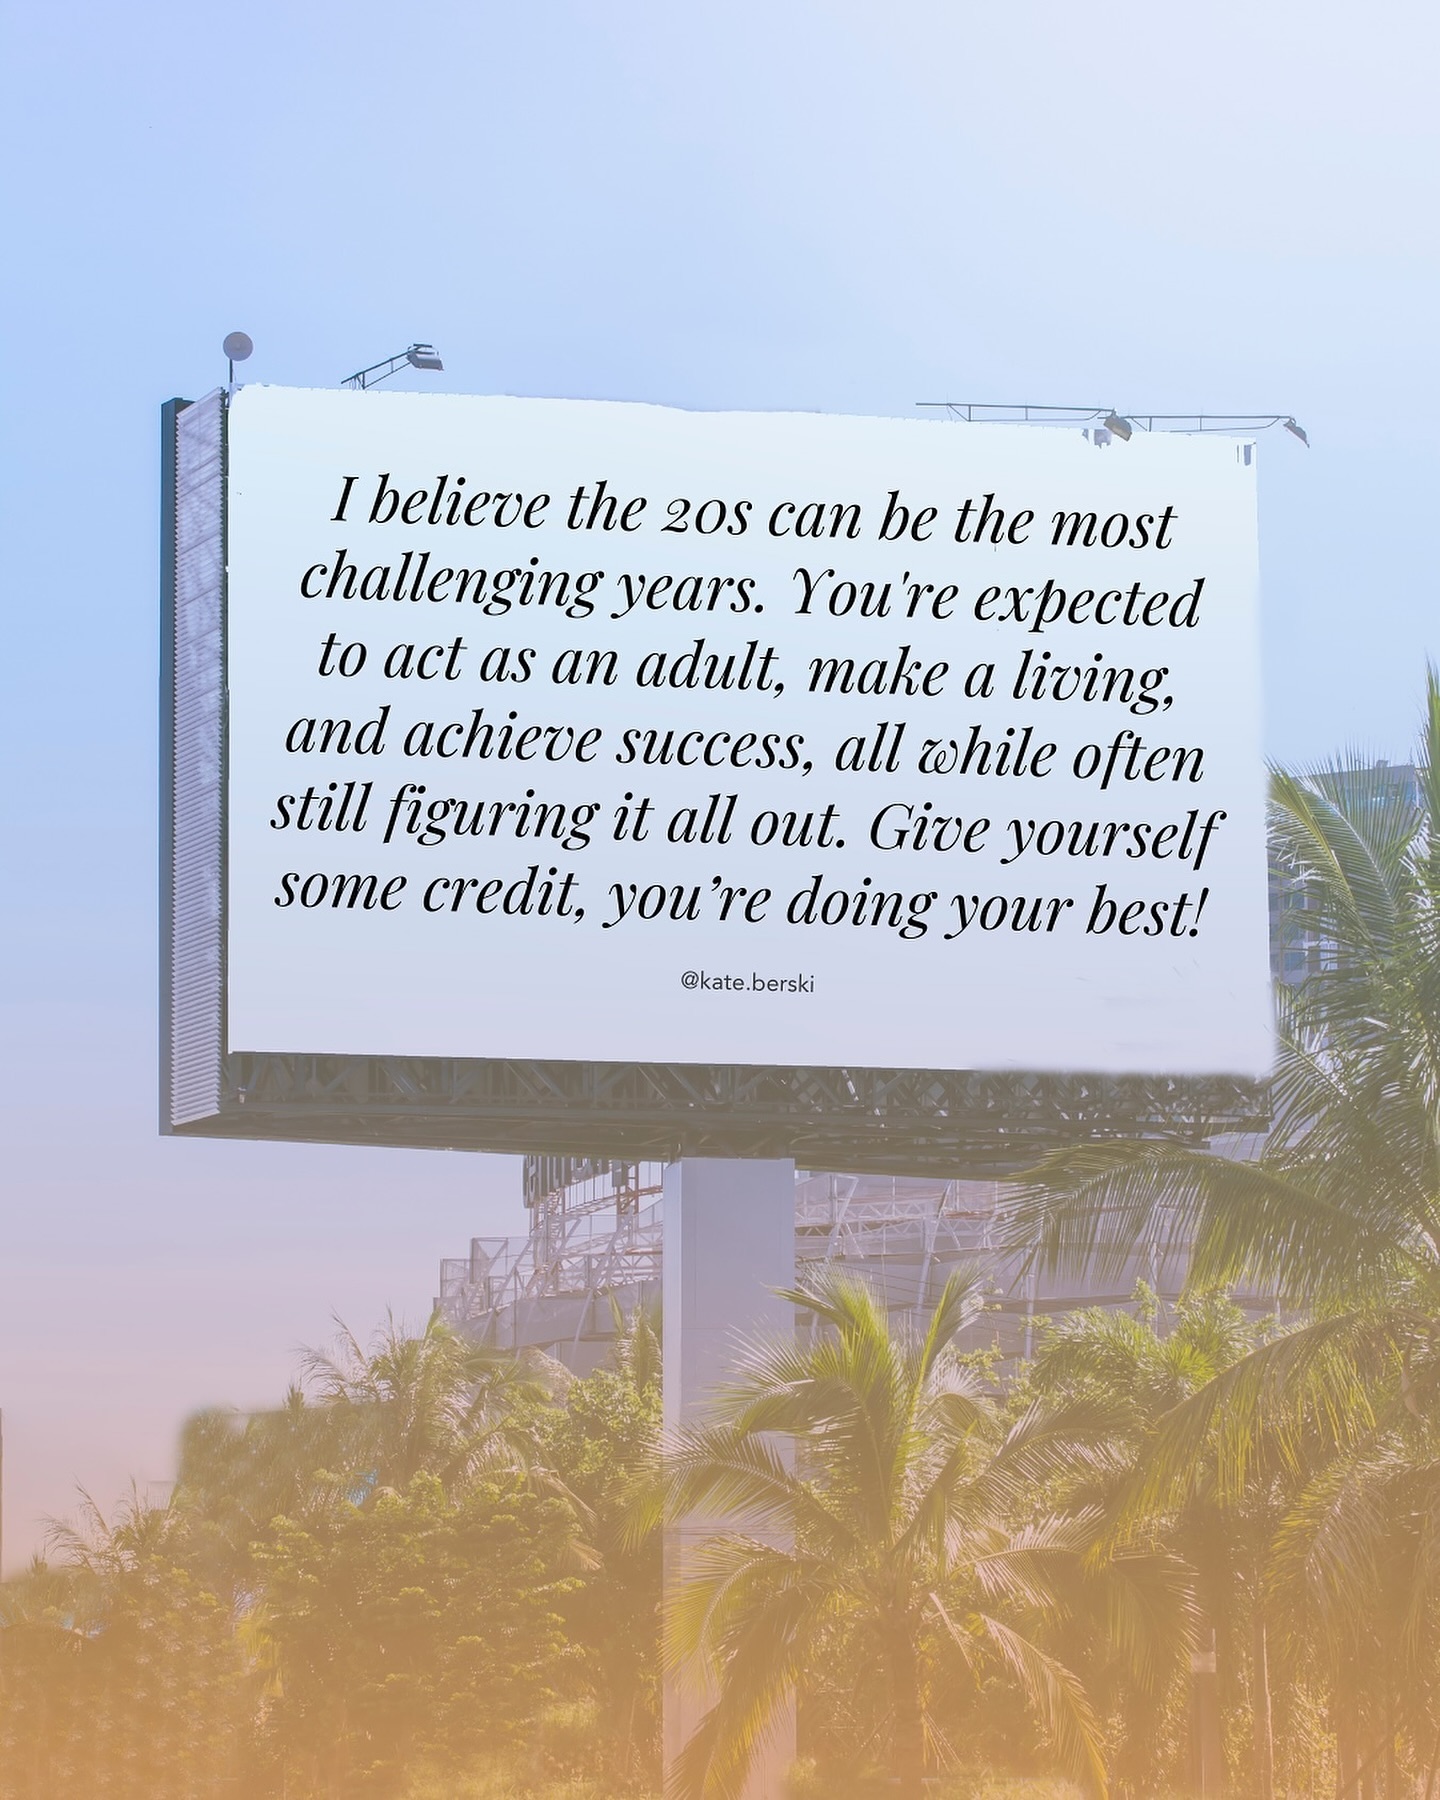 I believe the 20s can be the most
challenging years. You're expected
to act as an adult, make a living,
and achieve success, all while often
still figuring it all out. Give yourself
some credit, you’re doing your best!
@kate.berski